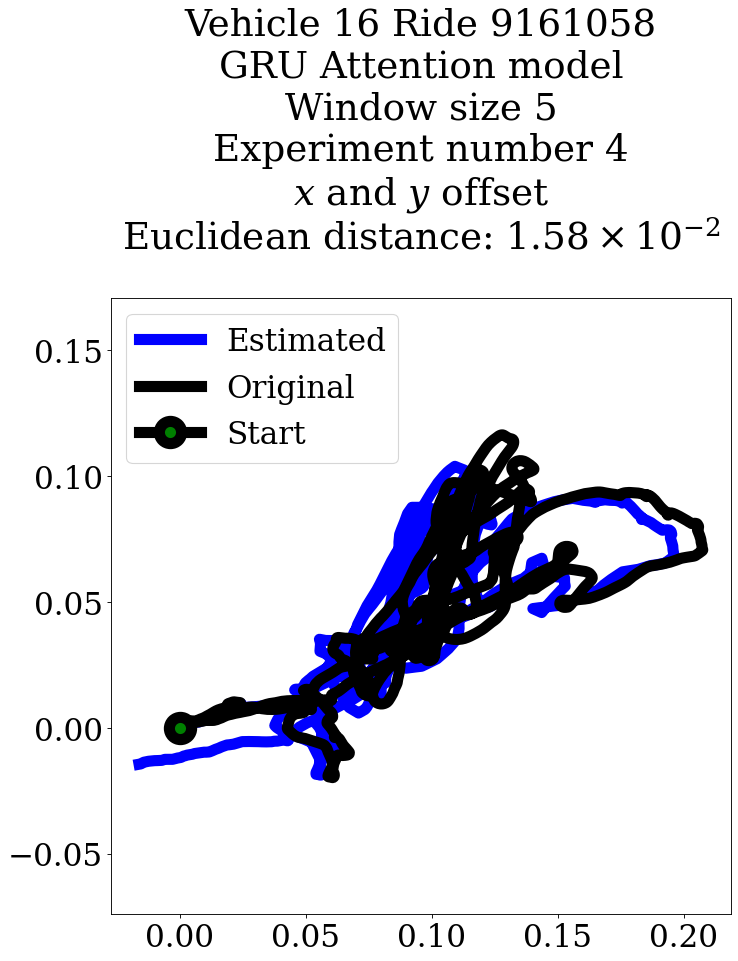 Vehicle 16 Ride 9161058
GRU Attention model
Window size 5
Experiment number 4
x and y offset
Euclidean distance: 1.58 × 10⁻²
Estimated
Original
Start
0.15
0.10
0.05
0.00
−0.05
0.00 0.05 0.10 0.15 0.20